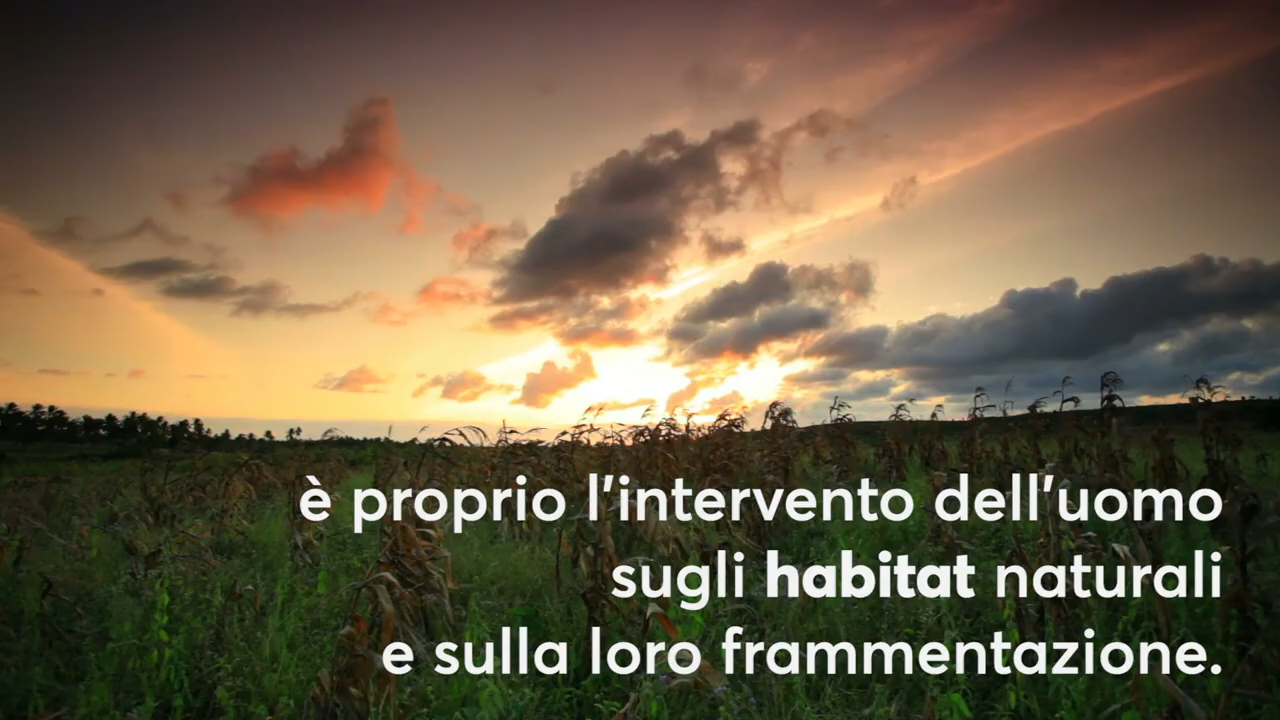 è proprio l'intervento dell'uomo
sugli habitat naturali
e sulla loro frammentazione.